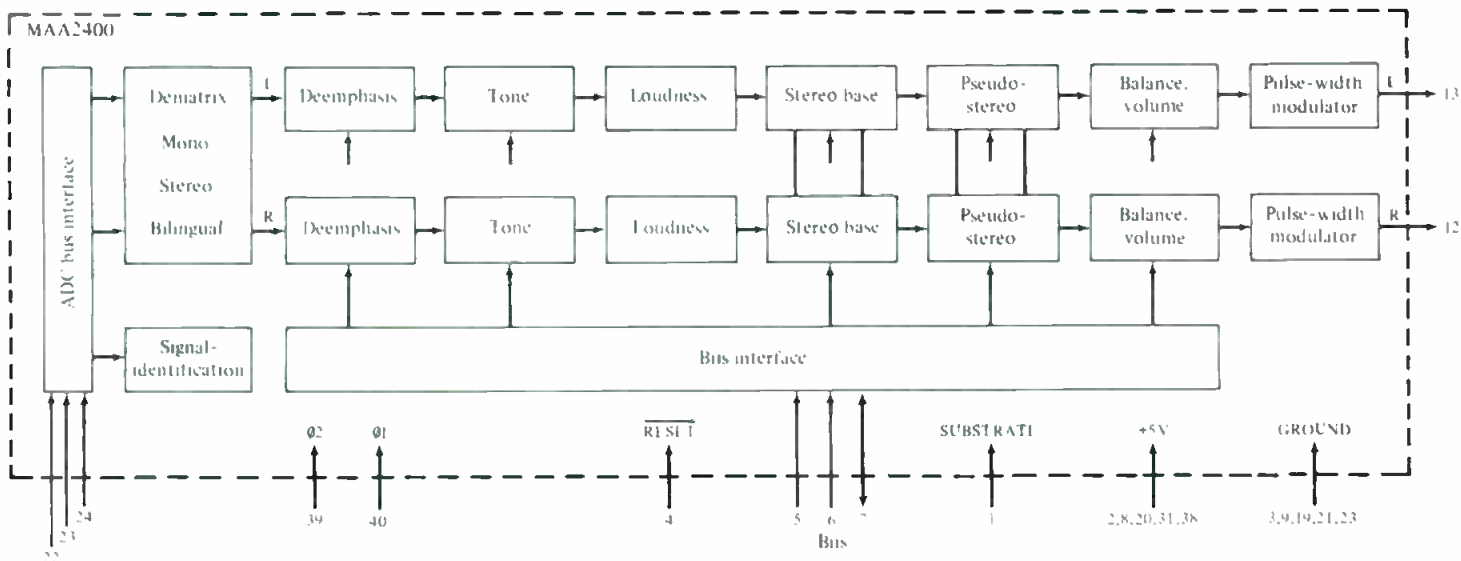 MAA2400
ADC bus interface
Dematrix
Mono
Stereo
Bilingual
L
R
Deemphasis
Tone
Loudness
Stereo base
Pseudo-
stereo
Balance,
volume
Pulse-width
modulator
L
13
Deemphasis
Tone
Loudness
Stereo base
Pseudo-
stereo
Balance,
volume
Pulse-width
modulator
R
12
Signal-
identification
Bus interface
Ø2
Ø1
RESET
SUBSTRATE
+5V
GROUND
22
23
24
39
40
4
5
6
7
1
2,8,20,31,38
3,9,19,21,23
Bus